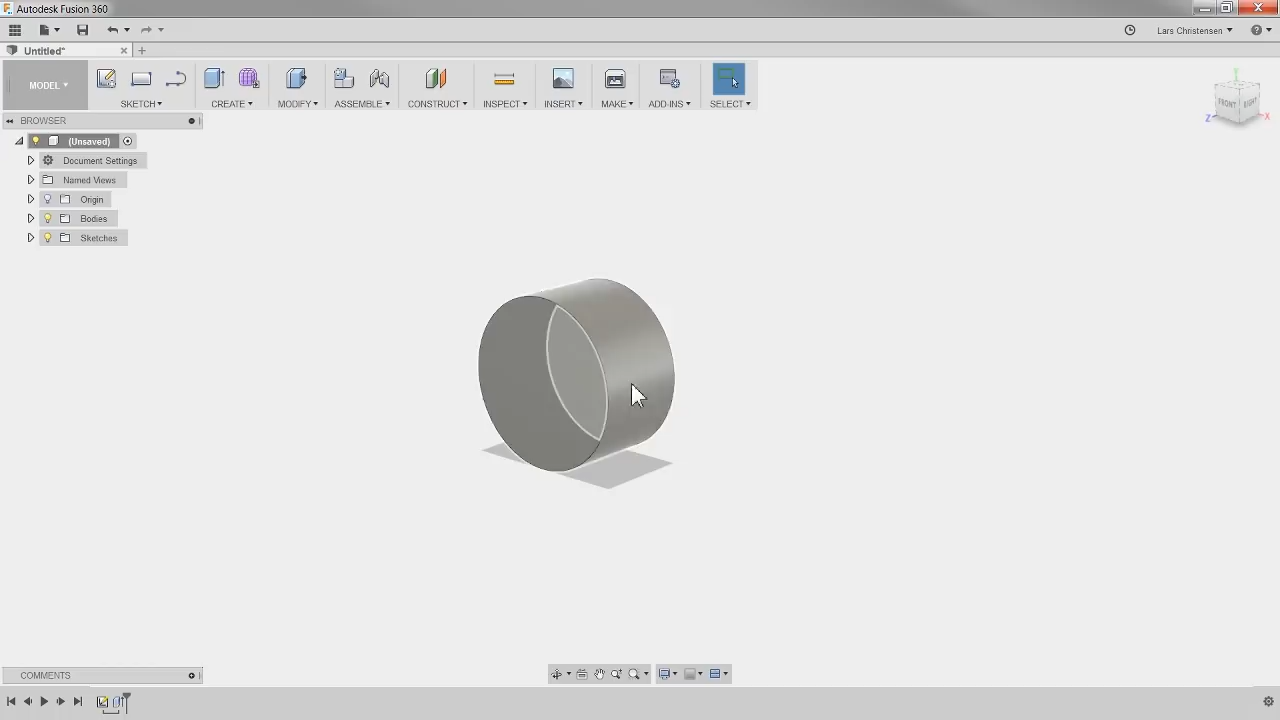 Autodesk Fusion 360
Lars Christensen
Untitled*
MODEL
SKETCH
CREATE
MODIFY
ASSEMBLE
CONSTRUCT
INSPECT
INSERT
MAKE
ADD-INS
SELECT
Y
FRONT
RIGHT
Z
X
BROWSER
(Unsaved)
Document Settings
Named Views
Origin
Bodies
Sketches
COMMENTS